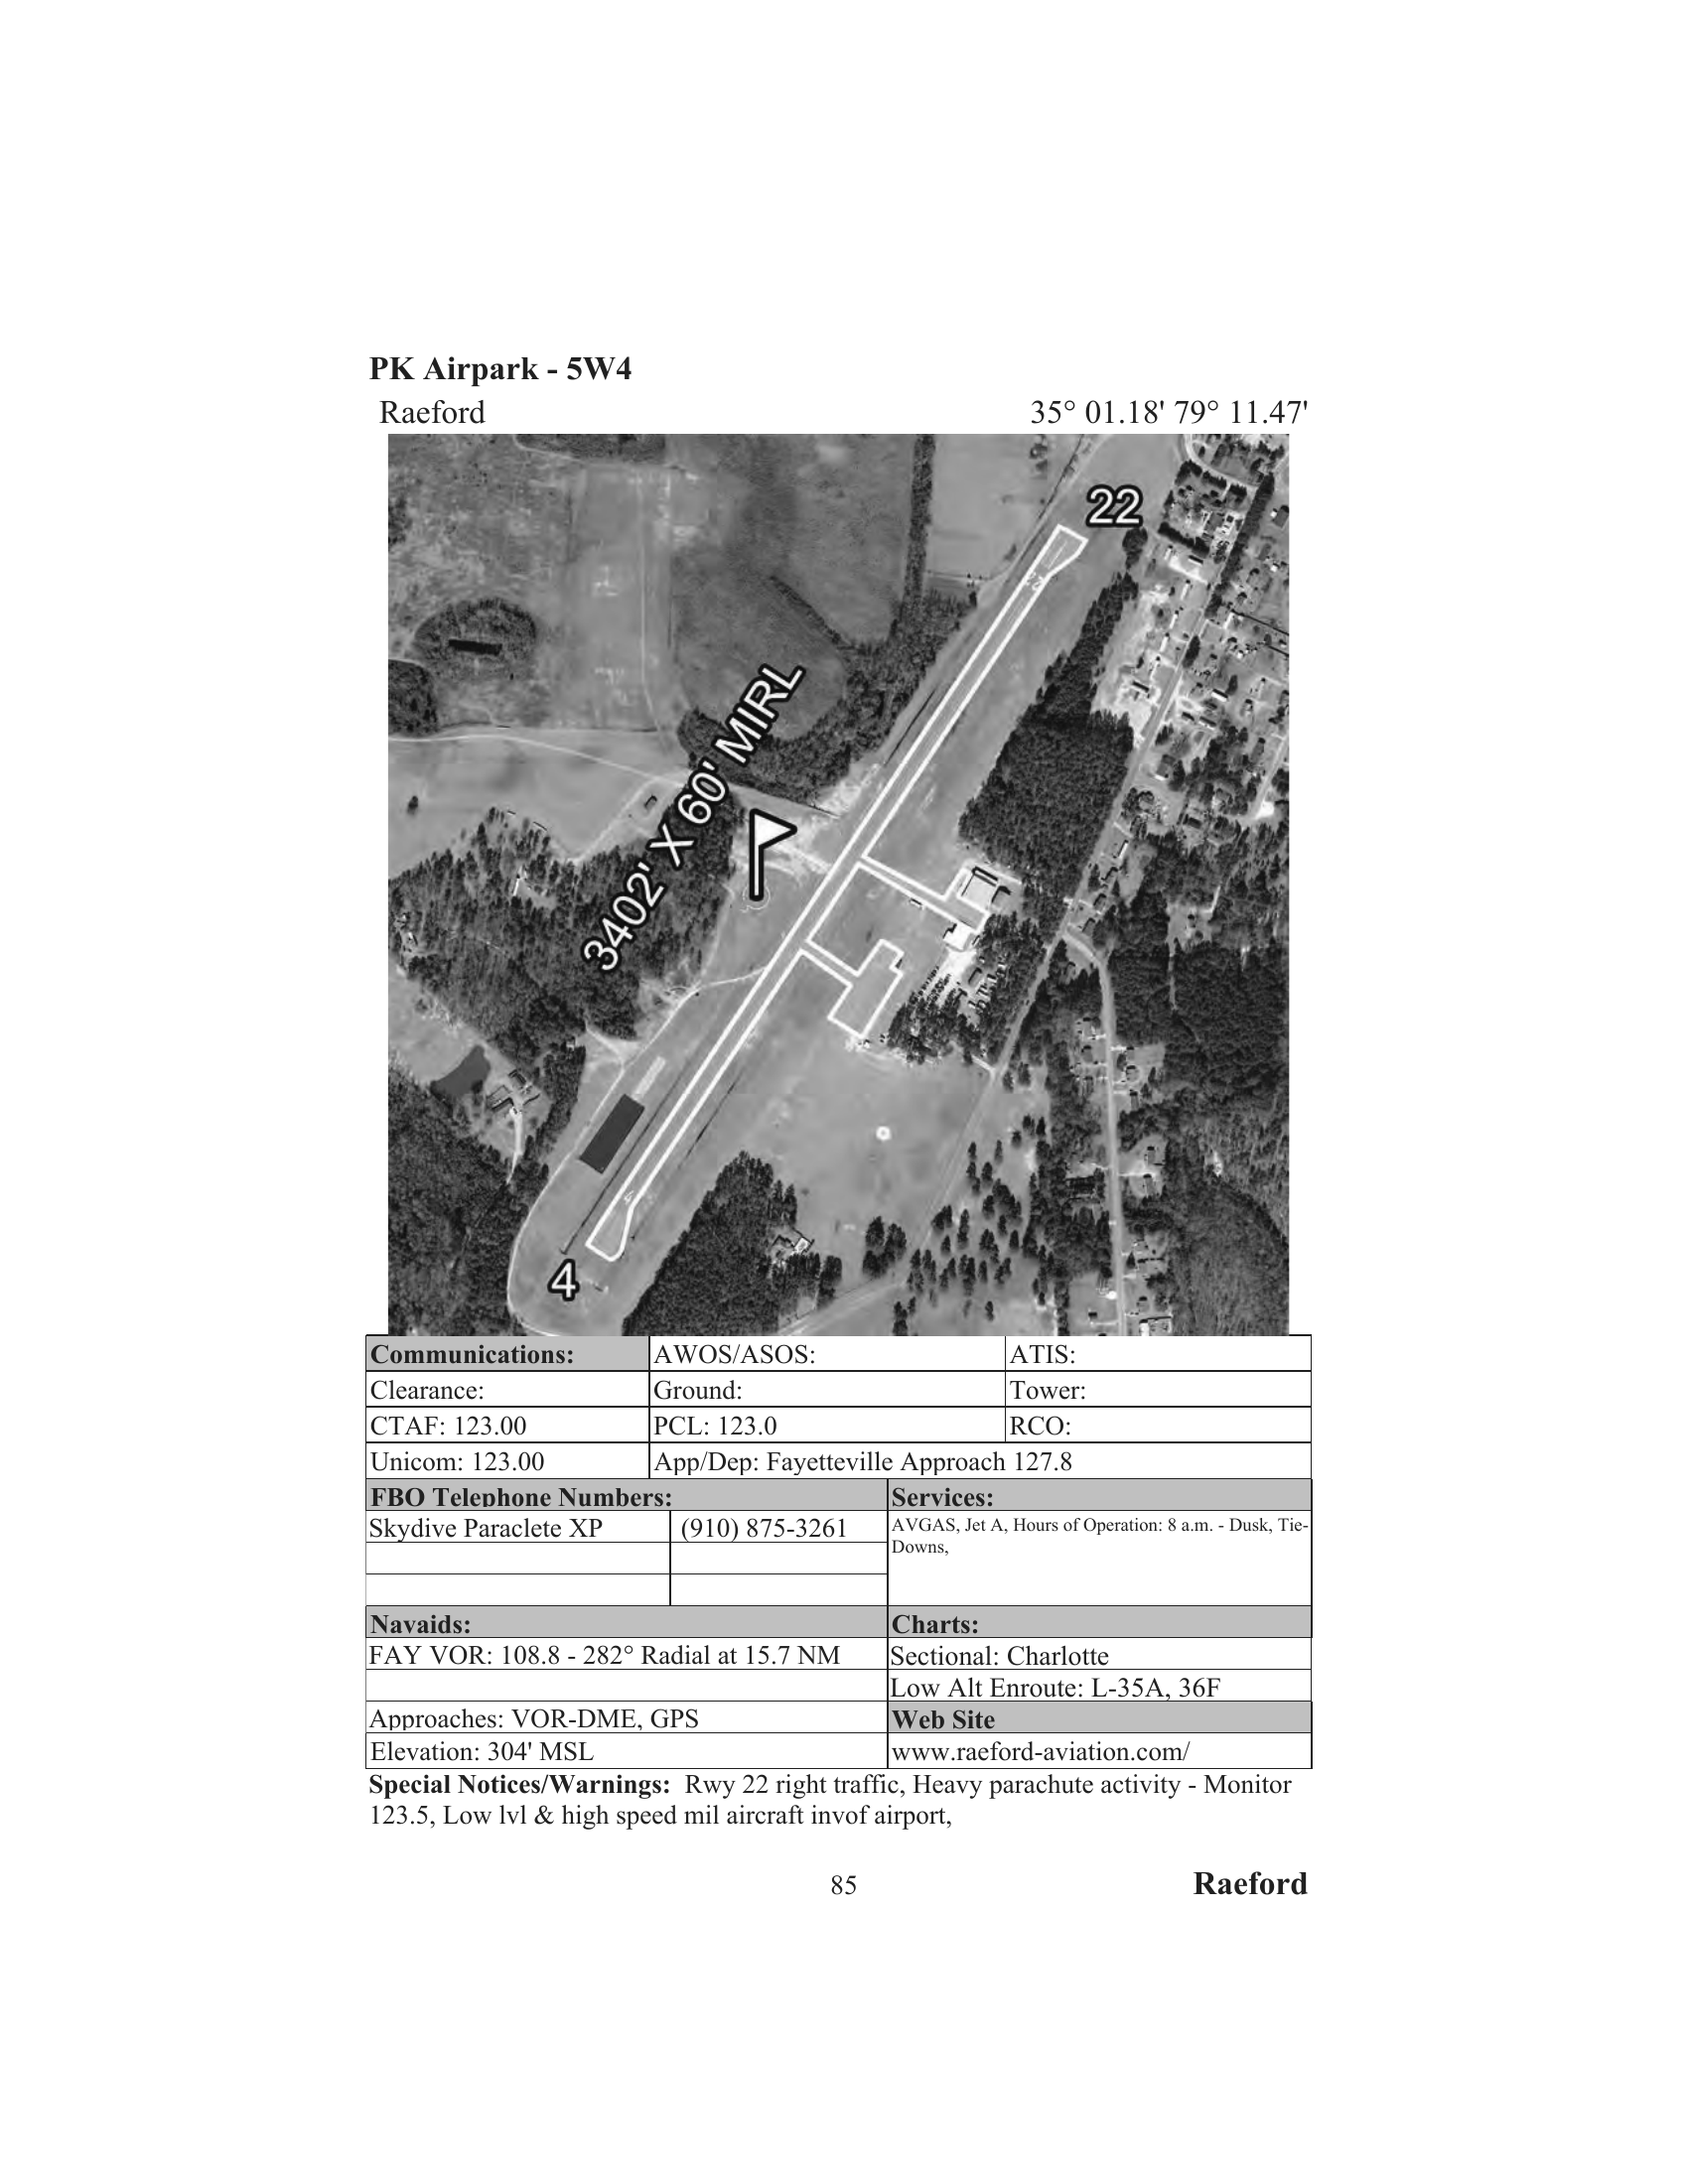 PK Airpark - 5W4
Raeford 35° 01.18' 79° 11.47'
22
3402' X 60' MIRL
4
Communications: AWOS/ASOS: ATIS:
Clearance: Ground: Tower:
CTAF: 123.00 PCL: 123.0 RCO:
Unicom: 123.00 App/Dep: Fayetteville Approach 127.8
FBO Telephone Numbers: Services:
Skydive Paraclete XP (910) 875-3261 AVGAS, Jet A, Hours of Operation: 8 a.m. - Dusk, Tie-
Downs,
Navaids: Charts:
FAY VOR: 108.8 - 282° Radial at 15.7 NM Sectional: Charlotte
Low Alt Enroute: L-35A, 36F
Approaches: VOR-DME, GPS Web Site
Elevation: 304' MSL www.raeford-aviation.com/
Special Notices/Warnings: Rwy 22 right traffic, Heavy parachute activity - Monitor
123.5, Low lvl & high speed mil aircraft invof airport,
85 Raeford